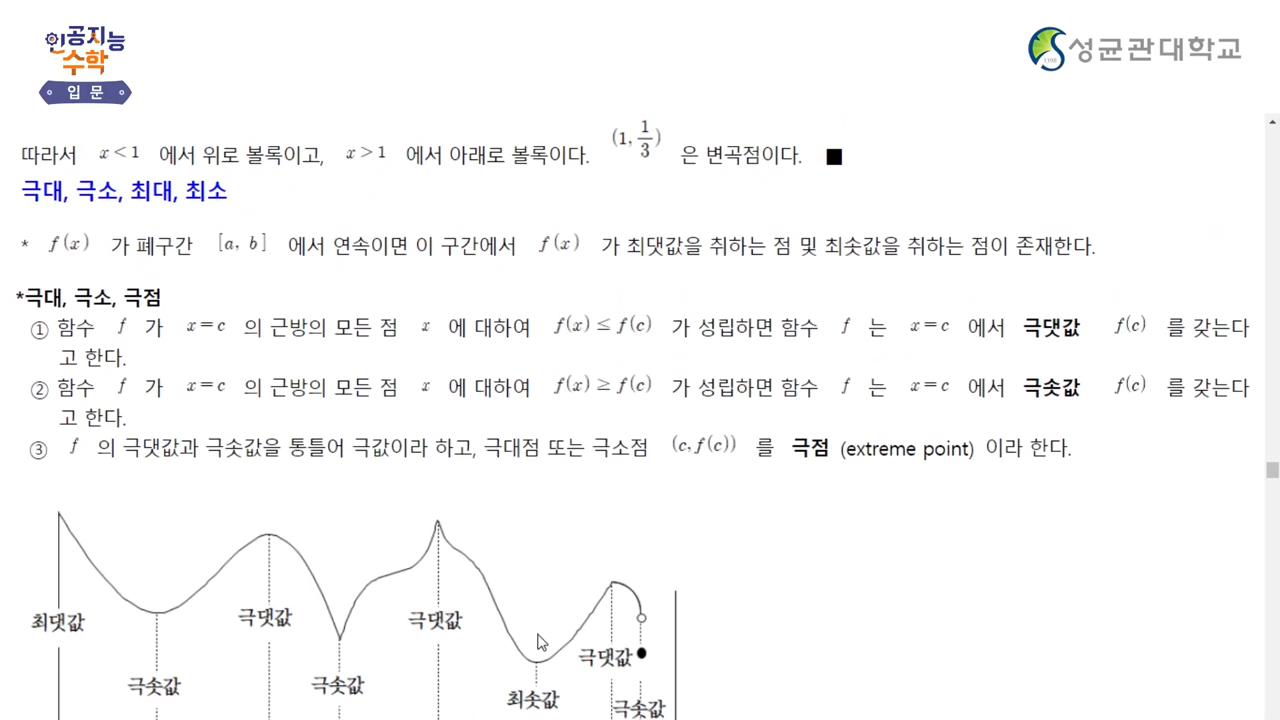 인공지능
수학
입문
1398
성균관대학교
따라서 x<1 에서 위로 볼록이고, x>1 에서 아래로 볼록이다. (1, 1/3) 은 변곡점이다. ■
극대, 극소, 최대, 최소
* f(x) 가 폐구간 [a, b] 에서 연속이면 이 구간에서 f(x) 가 최댓값을 취하는 점 및 최솟값을 취하는 점이 존재한다.
*극대, 극소, 극점
① 함수 f 가 x=c 의 근방의 모든 점 x 에 대하여 f(x)≤f(c) 가 성립하면 함수 f 는 x=c 에서 극댓값 f(c) 를 갖는다
고 한다.
② 함수 f 가 x=c 의 근방의 모든 점 x 에 대하여 f(x)≥f(c) 가 성립하면 함수 f 는 x=c 에서 극솟값 f(c) 를 갖는다
고 한다.
③ f 의 극댓값과 극솟값을 통틀어 극값이라 하고, 극대점 또는 극소점 (c,f(c)) 를 극점 (extreme point) 이라 한다.
최댓값
극솟값
극댓값
극솟값
극댓값
최솟값
극댓값
극솟값